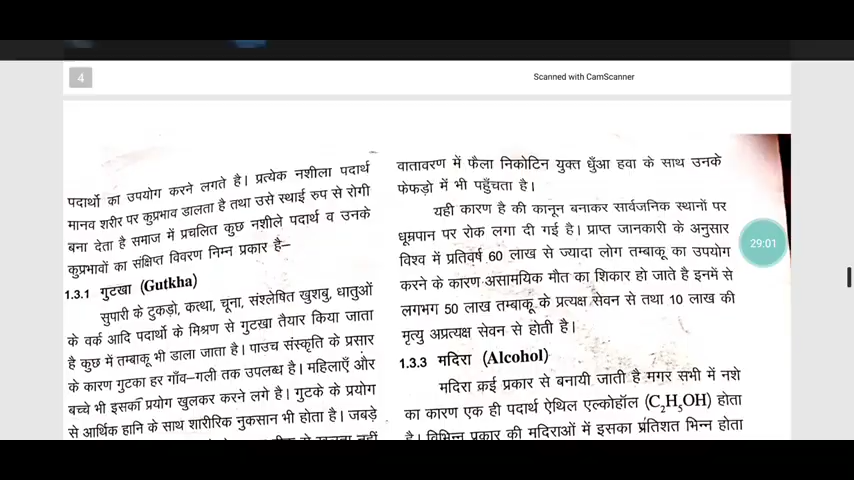 4
Scanned with CamScanner
पदार्थो का उपयोग करने लगते है। प्रत्येक नशीला पदार्थ
मानव शरीर पर कुप्रभाव डालता है तथा उसे स्थाई रुप से रोगी
बना देता है समाज में प्रचलित कुछ नशीले पदार्थ व उनके
कुप्रभावों का संक्षिप्त विवरण निम्न प्रकार है–
1.3.1 गुटखा (Gutkha)
सुपारी के टुकड़ो, कत्था, चूना, संश्लेषित खुशबु, धातुओं
के वर्क आदि पदार्थो के मिश्रण से गुटखा तैयार किया जाता
है कुछ में तम्बाकू भी डाला जाता है। पाउच संस्कृति के प्रसार
के कारण गुटका हर गाँव–गली तक उपलब्ध है। महिलाएँ और
बच्चे भी इसका प्रयोग खुलकर करने लगे है। गुटके के प्रयोग
से आर्थिक हानि के साथ शारीरिक नुकसान भी होता है। जबड़े
वातावरण में फैला निकोटिन युक्त धुँआ हवा के साथ उनके
फेफड़ो में भी पहुँचता है।
यही कारण है की कानून बनाकर सार्वजनिक स्थानों पर
धूम्रपान पर रोक लगा दी गई है। प्राप्त जानकारी के अनुसार
विश्व में प्रतिवर्ष 60 लाख से ज्यादा लोग तम्बाकू का उपयोग
करने के कारण असामयिक मौत का शिकार हो जाते है इनमें से
लगभग 50 लाख तम्बाकू के प्रत्यक्ष सेवन से तथा 10 लाख की
मृत्यु अप्रत्यक्ष सेवन से होती है।
1.3.3 मदिरा (Alcohol)
मदिरा कई प्रकार से बनायी जाती है मगर सभी में नशे
का कारण एक ही पदार्थ ऐथिल एल्कोहॉल (C₂H₅OH) होता
है। विभिन्न प्रकार की मदिराओं में इसका प्रतिशत भिन्न होता
29:01